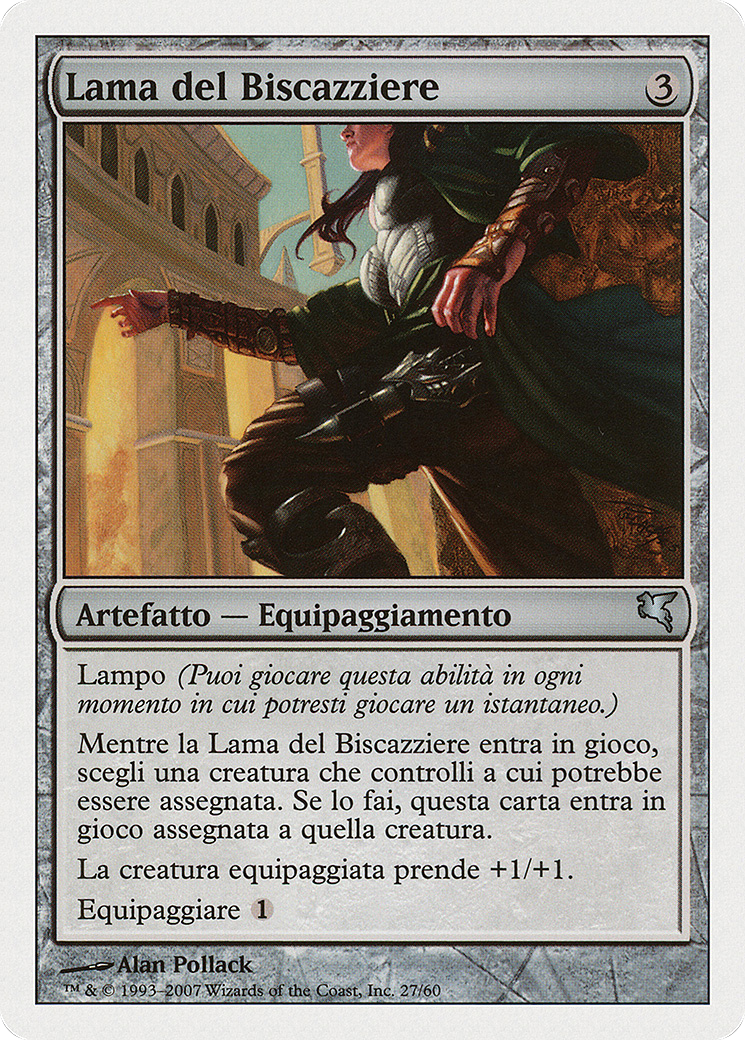 Lama del Biscazziere 3
Artefatto — Equipaggiamento
Lampo (Puoi giocare questa abilità in ogni
momento in cui potresti giocare un istantaneo.)
Mentre la Lama del Biscazziere entra in gioco,
scegli una creatura che controlli a cui potrebbe
essere assegnata. Se lo fai, questa carta entra in
gioco assegnata a quella creatura.
La creatura equipaggiata prende +1/+1.
Equipaggiare 1
Alan Pollack
™ & © 1993–2007 Wizards of the Coast, Inc. 27/60